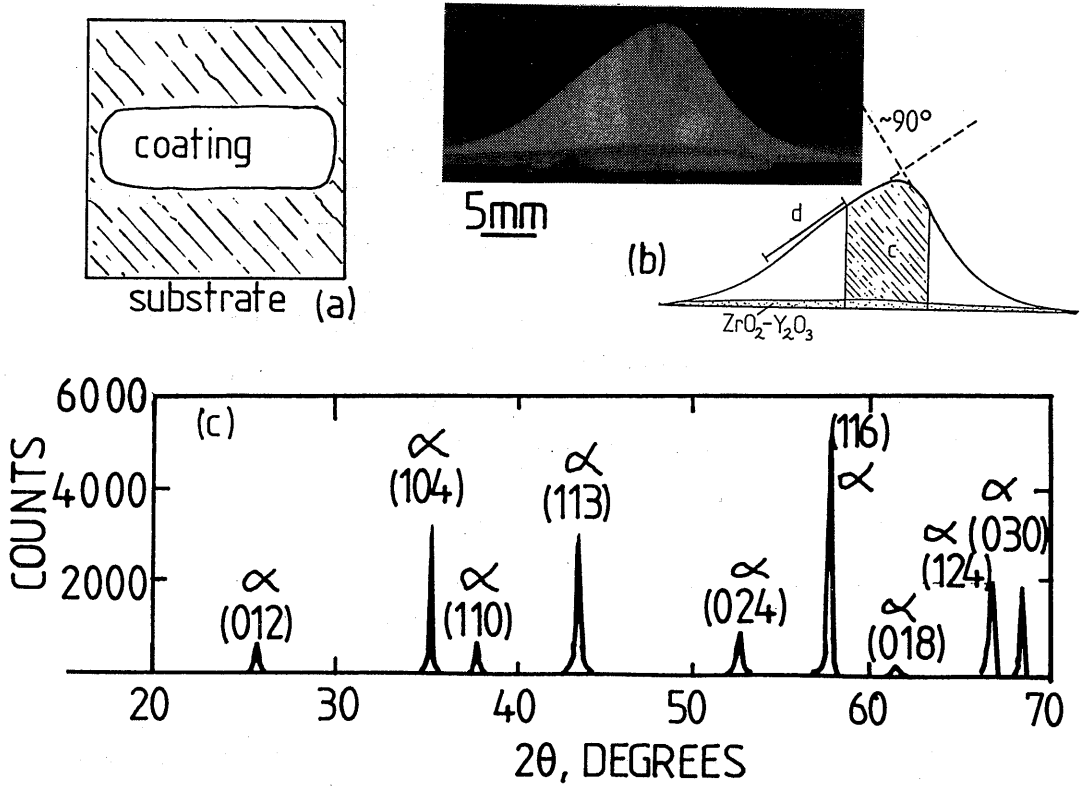 coating
substrate (a)
5mm
~90°
d
c
(b)
ZrO₂-Y₂O₃
(c)
COUNTS
6000
4000
2000
α
(012)
α
(104)
α
(110)
α
(113)
α
(024)
(116)
α
α
(018)
α
(124)
α
(030)
20 30 40 50 60 70
2θ, DEGREES